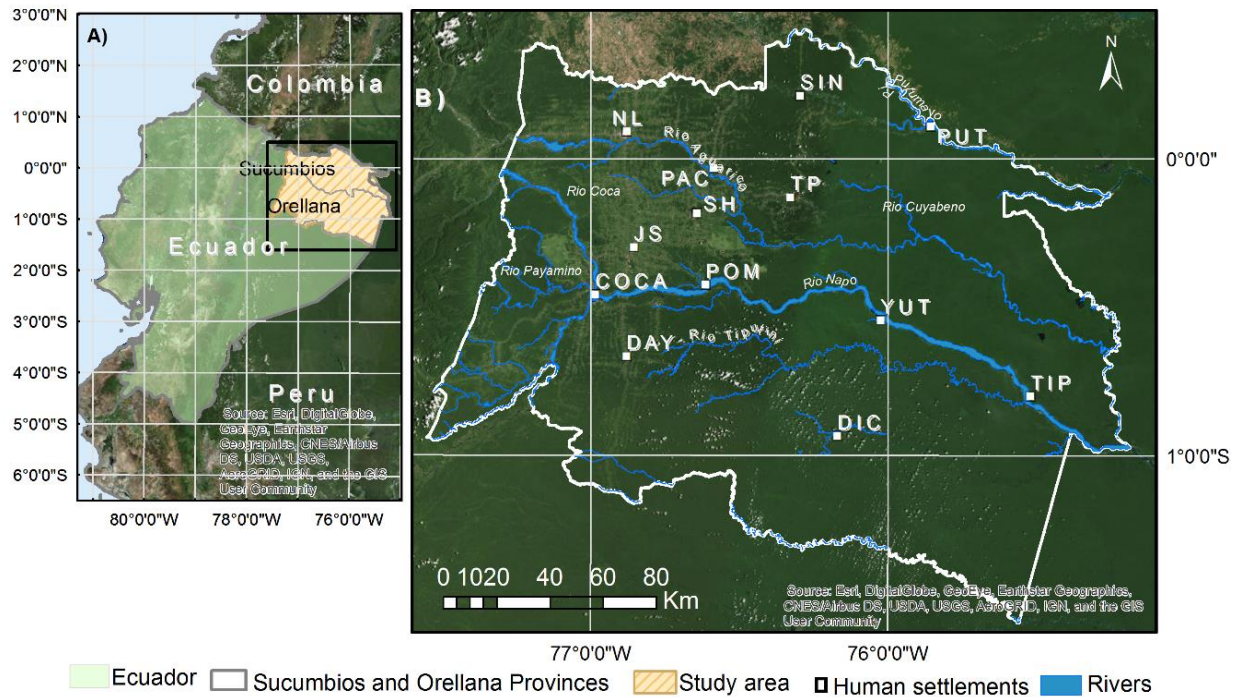 A)
3°0'0"N
2°0'0"N
1°0'0"N
0°0'0"
1°0'0"S
2°0'0"S
3°0'0"S
4°0'0"S
5°0'0"S
6°0'0"S
80°0'0"W
78°0'0"W
76°0'0"W
Colombia
Sucumbios
Orellana
Ecuador
Peru
Source: Esri, DigitalGlobe,
GeoEye, Earthstar
Geographics, CNES/Airbus
DS, USDA, USGS,
AeroGRID, IGN, and the GIS
User Community
B)
N
SIN
Rio Putumayo
PUT
NL
Rio Aguarico
0°0'0"
PAC
TP
Rio Coca
SH
Rio Cuyabeno
JS
Rio Payamino
COCA
POM
Rio Napo
YUT
DAY
Rio Tipuini
TIP
DIC
1°0'0"S
0 10 20 40 60 80
Km
Source: Esri, DigitalGlobe, GeoEye, Earthstar Geographics,
CNES/Airbus DS, USDA, USGS, AeroGRID, IGN, and the GIS
User Community
77°0'0"W
76°0'0"W
Ecuador
Sucumbios and Orellana Provinces
Study area
Human settlements
Rivers